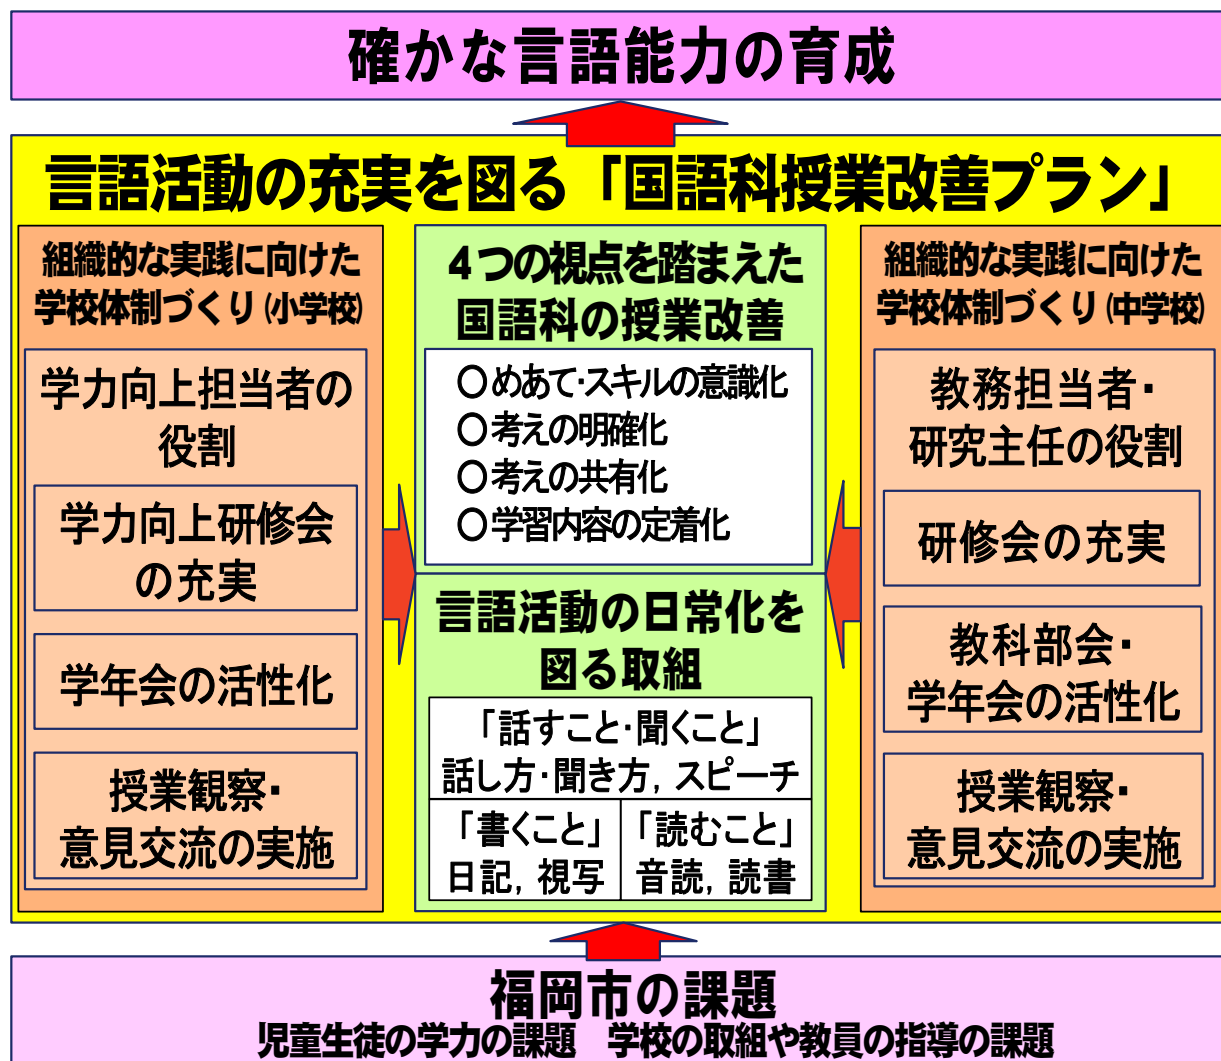 確かな言語能力の育成
言語活動の充実を図る「国語科授業改善プラン」
組織的な実践に向けた
学校体制づくり(小学校)
学力向上担当者の
役割
学力向上研修会
の充実
学年会の活性化
授業観察・
意見交流の実施
4つの視点を踏まえた
国語科の授業改善
○めあて・スキルの意識化
○考えの明確化
○考えの共有化
○学習内容の定着化
言語活動の日常化を
図る取組
「話すこと・聞くこと」
話し方・聞き方,スピーチ
「書くこと」
日記,視写
「読むこと」
音読,読書
組織的な実践に向けた
学校体制づくり(中学校)
教務担当者・
研究主任の役割
研修会の充実
教科部会・
学年会の活性化
授業観察・
意見交流の実施
福岡市の課題
児童生徒の学力の課題　学校の取組や教員の指導の課題